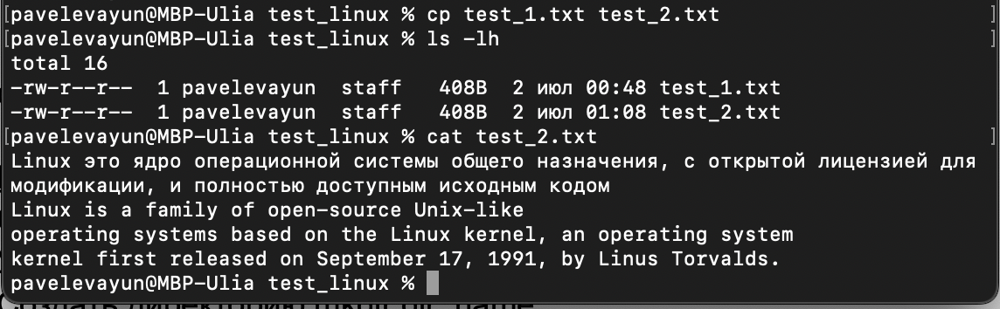 [pavelevayun@MBP-Ulia test_linux % cp test_1.txt test_2.txt ]
[pavelevayun@MBP-Ulia test_linux % ls -lh ]
total 16
-rw-r--r--  1 pavelevayun  staff   408B  2 июл 00:48 test_1.txt
-rw-r--r--  1 pavelevayun  staff   408B  2 июл 01:08 test_2.txt
[pavelevayun@MBP-Ulia test_linux % cat test_2.txt ]
Linux это ядро операционной системы общего назначения, с открытой лицензией для
модификации, и полностью доступным исходным кодом
Linux is a family of open-source Unix-like
operating systems based on the Linux kernel, an operating system
kernel first released on September 17, 1991, by Linus Torvalds.
pavelevayun@MBP-Ulia test_linux %